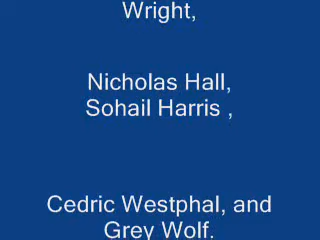 Wright,
Nicholas Hall,
Sohail Harris ,
Cedric Westphal, and
Grey Wolf.